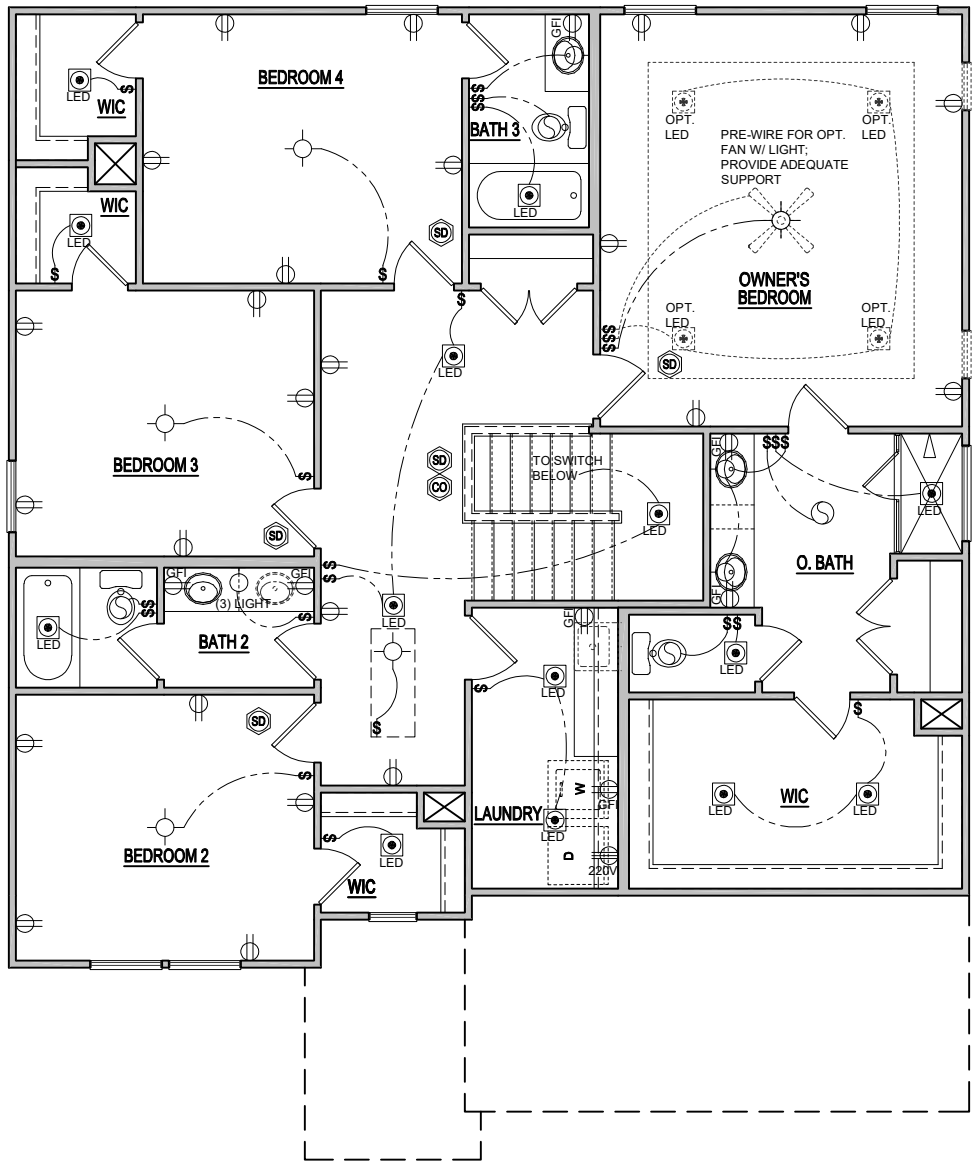 GFI
BEDROOM 4
LED
$
WIC
$
$
$
BATH 3
OPT.
LED
OPT.
LED
PRE-WIRE FOR OPT.
FAN W/ LIGHT;
PROVIDE ADEQUATE
SUPPORT
WIC
LED
LED
SD
$
$
$
OWNER'S
BEDROOM
OPT.
LED
OPT.
LED
$
$
$
LED
SD
GFI
$$$
BEDROOM 3
$
SD
CO
TO SWITCH
BELOW
LED
LED
SD
O. BATH
$
$
GFI
GFI
GFI
$$
(3) LIGHT
$
LED
GFI
LED
BATH 2
$$
LED
LED
$
SD
$
$
$
WIC
LED
LED
W
GFI
LAUNDRY
LED
BEDROOM 2
$
LED
D
220V
WIC